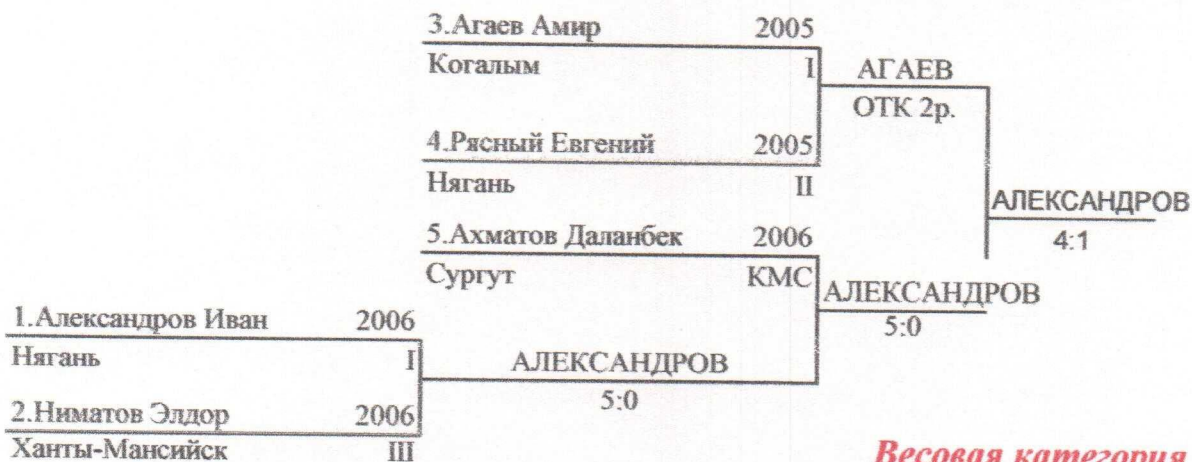 3.Агаев Амир 2005
Когалым I
АГАЕВ
ОТК 2р.
4.Рясный Евгений 2005
Нягань II
АЛЕКСАНДРОВ
4:1
5.Ахматов Даланбек 2006
Сургут КМС
АЛЕКСАНДРОВ
5:0
1.Александров Иван 2006
Нягань I
АЛЕКСАНДРОВ
5:0
2.Ниматов Элдор 2006
Ханты-Мансийск III
Весовая категория